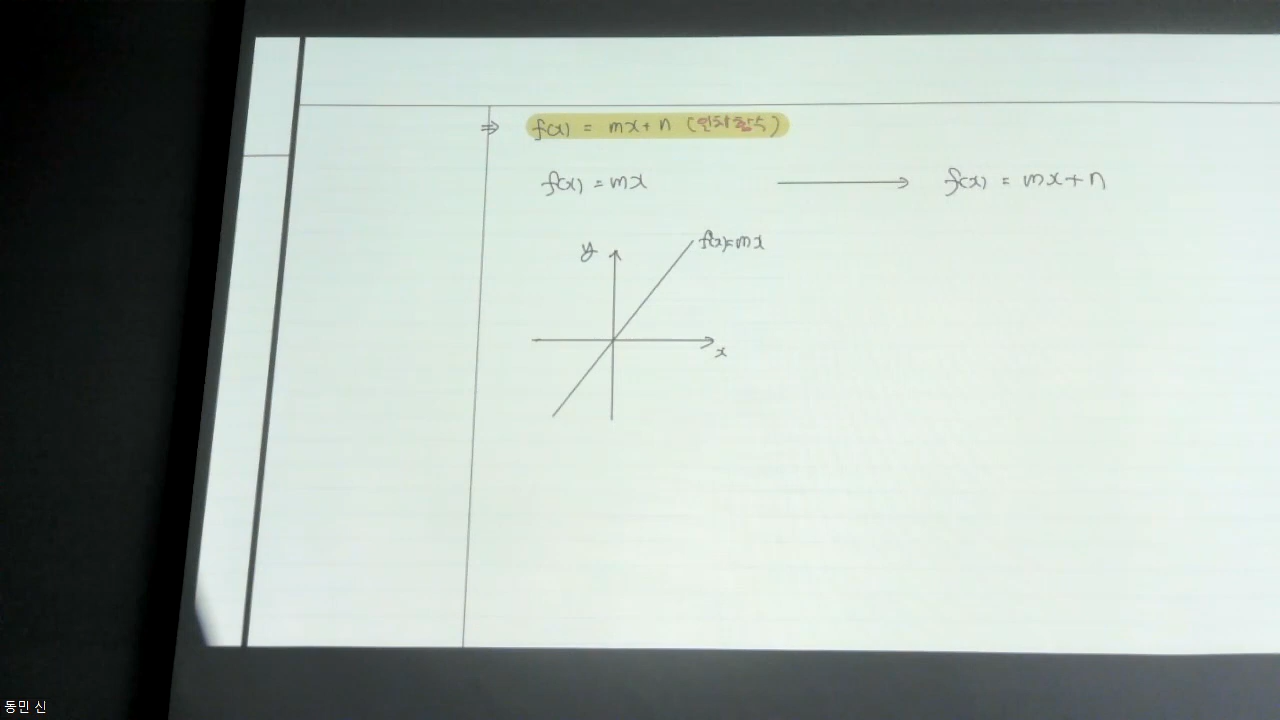 ⇒ f(x) = mx+n (일차함수)
f(x) = mx ⟶ f(x) = mx+n
y f(x)=mx
x
동민 신